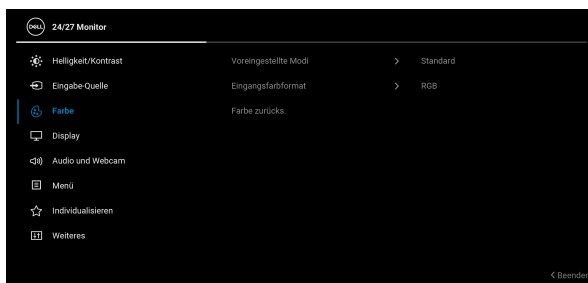 DELL 24/27 Monitor
Helligkeit/Kontrast Voreingestellte Modi Standard
Eingabe-Quelle Eingangsfarbformat RGB
Farbe Farbe zurücks.
Display
Audio und Webcam
Menü
Individualisieren
Weiteres
Beenden